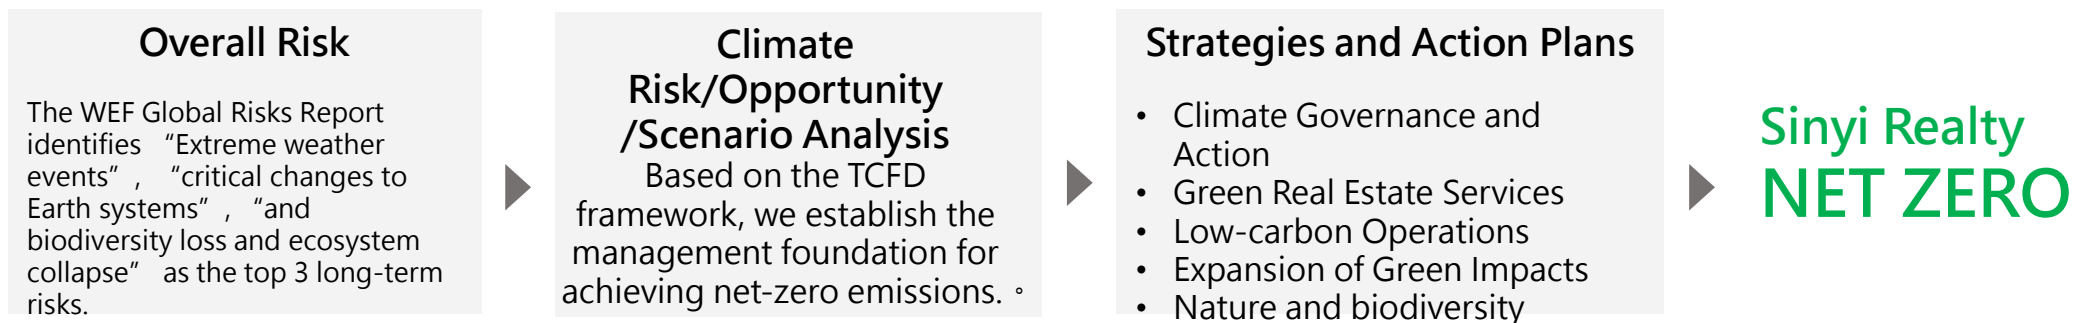 Overall Risk
The WEF Global Risks Report
identifies “Extreme weather
events”, “critical changes to
Earth systems”, “and
biodiversity loss and ecosystem
collapse” as the top 3 long-term
risks.
Climate
Risk/Opportunity
/Scenario Analysis
Based on the TCFD
framework, we establish the
management foundation for
achieving net-zero emissions.。
Strategies and Action Plans
• Climate Governance and
Action
• Green Real Estate Services
• Low-carbon Operations
• Expansion of Green Impacts
• Nature and biodiversity
Sinyi Realty
NET ZERO